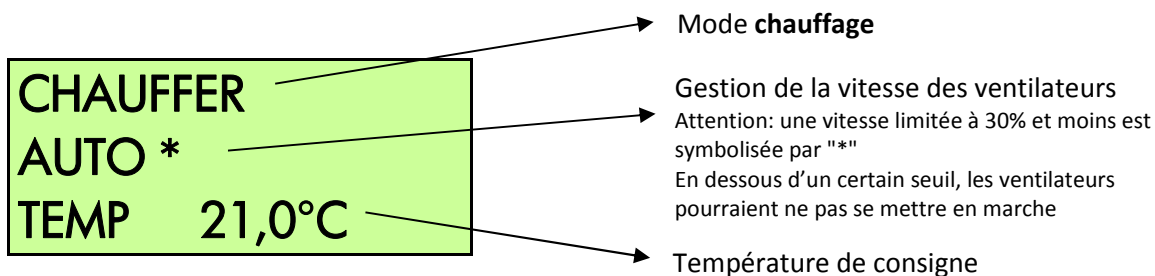 Mode chauffage
CHAUFFER
AUTO *
TEMP 21,0°C
Gestion de la vitesse des ventilateurs
Attention: une vitesse limitée à 30% et moins est
symbolisée par "*"
En dessous d’un certain seuil, les ventilateurs
pourraient ne pas se mettre en marche
Température de consigne